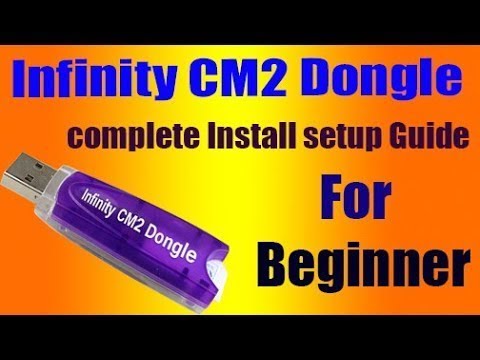 Infinity CM2 Dongle
complete Install setup Guide
For
Infinity CM2 Dongle
Beginner